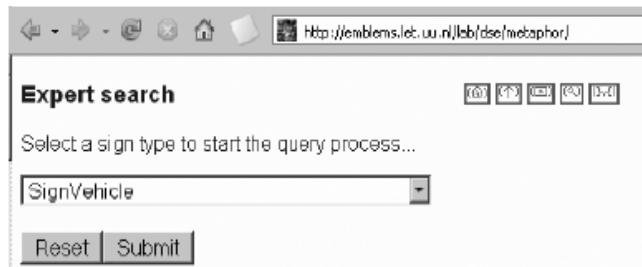 http://emblems.let.uu.nl/lab/dse/metaphor/
Expert search
Select a sign type to start the query process...
SignVehicle
Reset Submit